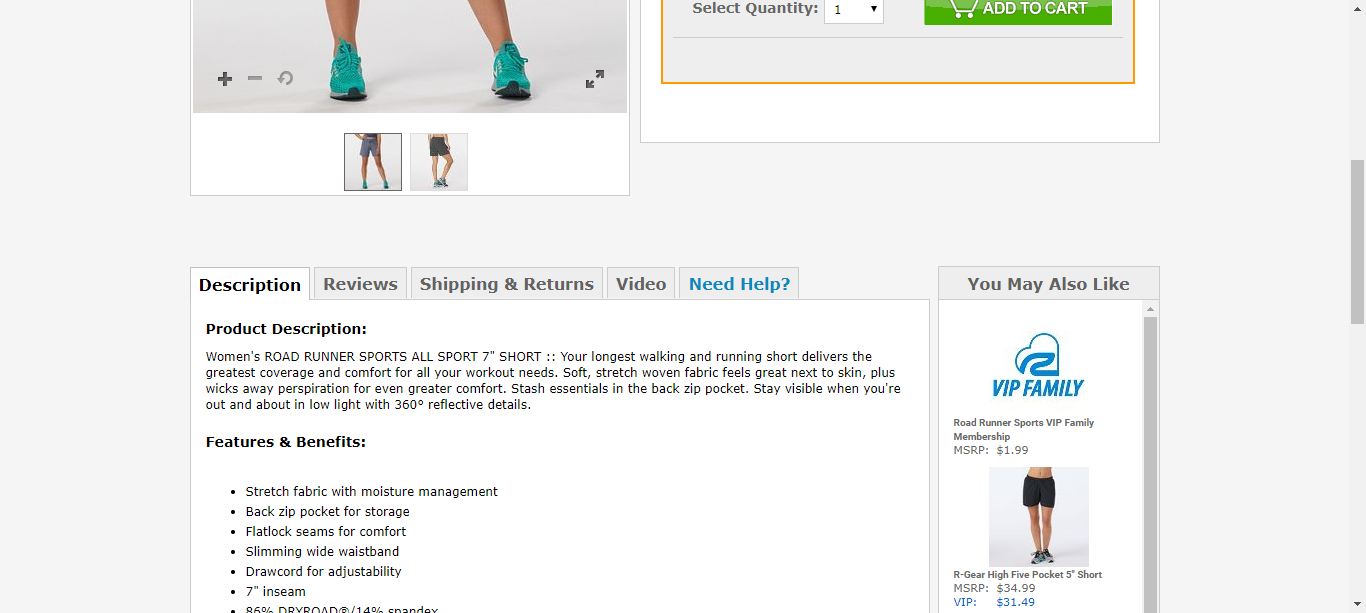 Select Quantity: 1 ADD TO CART
Description Reviews Shipping & Returns Video Need Help?
Product Description:
Women's ROAD RUNNER SPORTS ALL SPORT 7" SHORT :: Your longest walking and running short delivers the
greatest coverage and comfort for all your workout needs. Soft, stretch woven fabric feels great next to skin, plus
wicks away perspiration for even greater comfort. Stash essentials in the back zip pocket. Stay visible when you're
out and about in low light with 360° reflective details.
Features & Benefits:
Stretch fabric with moisture management
Back zip pocket for storage
Flatlock seams for comfort
Slimming wide waistband
Drawcord for adjustability
7" inseam
86% DRYROAD®/14% spandex
You May Also Like
VIP FAMILY
Road Runner Sports VIP Family
Membership
MSRP: $1.99
R-Gear High Five Pocket 5" Short
MSRP: $34.99
VIP: $31.49